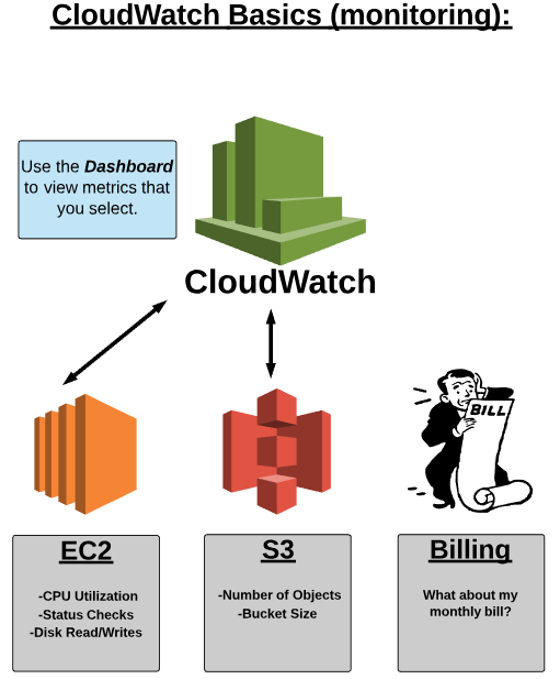 CloudWatch Basics (monitoring):
Use the Dashboard
to view metrics that
you select.
CloudWatch
BILL
EC2
-CPU Utilization
-Status Checks
-Disk Read/Writes
S3
-Number of Objects
-Bucket Size
Billing
What about my
monthly bill?